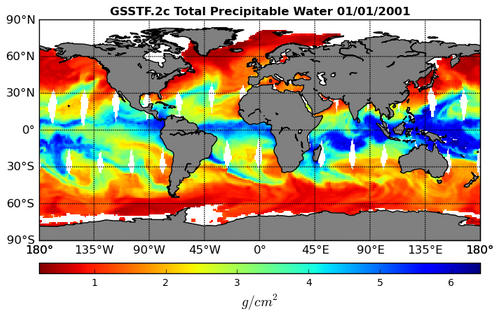 GSSTF.2c Total Precipitable Water 01/01/2001
90°N
60°N
30°N
0°
30°S
60°S
90°S
180° 135°W 90°W 45°W 0° 45°E 90°E 135°E 180°
1 2 3 4 5 6
g/cm²